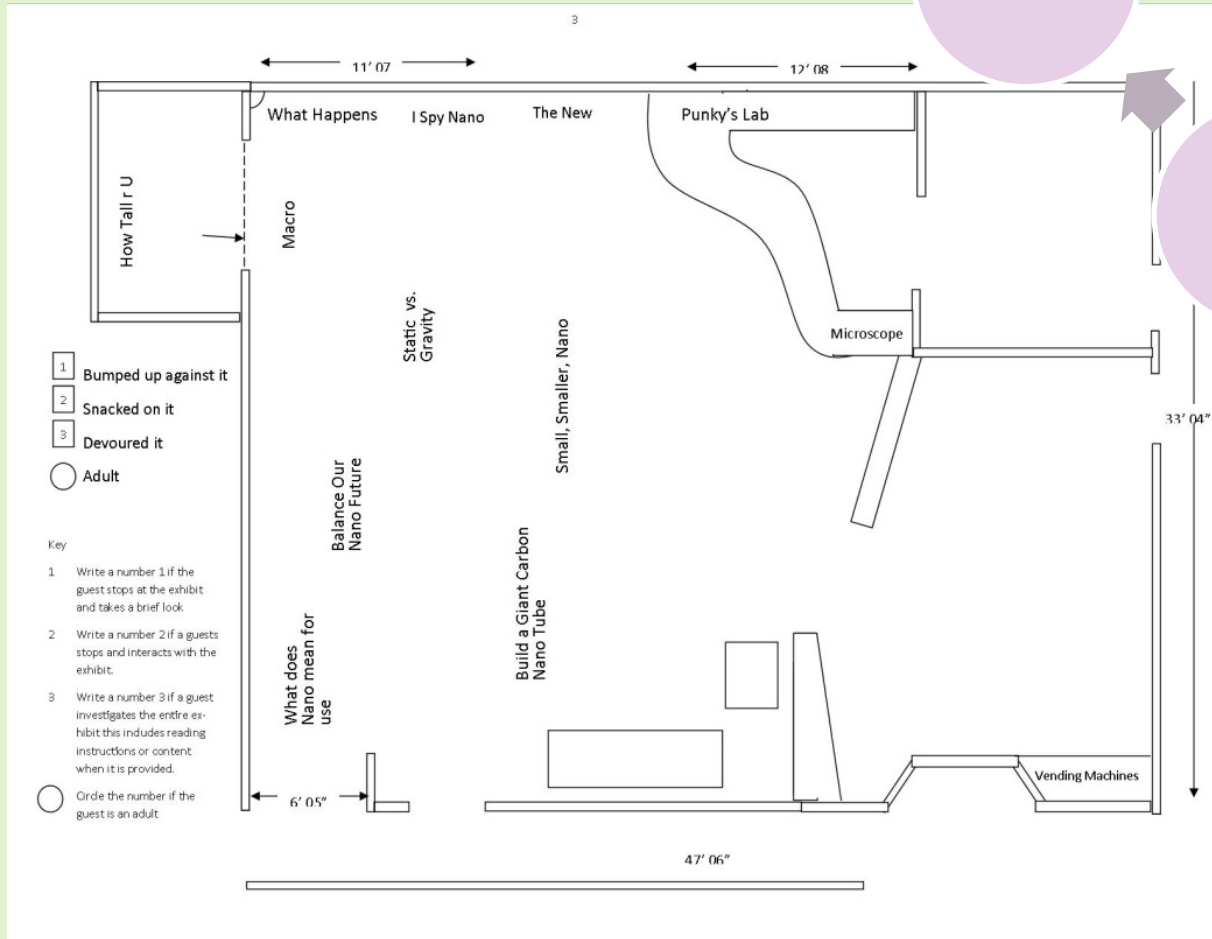 3
11’ 07
12’ 08
What Happens
I Spy Nano
The New
Punky’s Lab
How Tall r U
Macro
Static vs.
Gravity
Small, Smaller, Nano
Microscope
33’ 04”
1 Bumped up against it
2 Snacked on it
3 Devoured it
Adult
Balance Our
Nano Future
Build a Giant Carbon
Nano Tube
What does
Nano mean for
use
Key
1 Write a number 1 if the
guest stops at the exhibit
and takes a brief look
2 Write a number 2 if a guests
stops and interacts with the
exhibit.
3 Write a number 3 if a guest
investigates the entire ex-
hibit this includes reading
instructions or content
when it is provided.
Circle the number if the
guest is an adult
6’ 05”
Vending Machines
47’ 06”